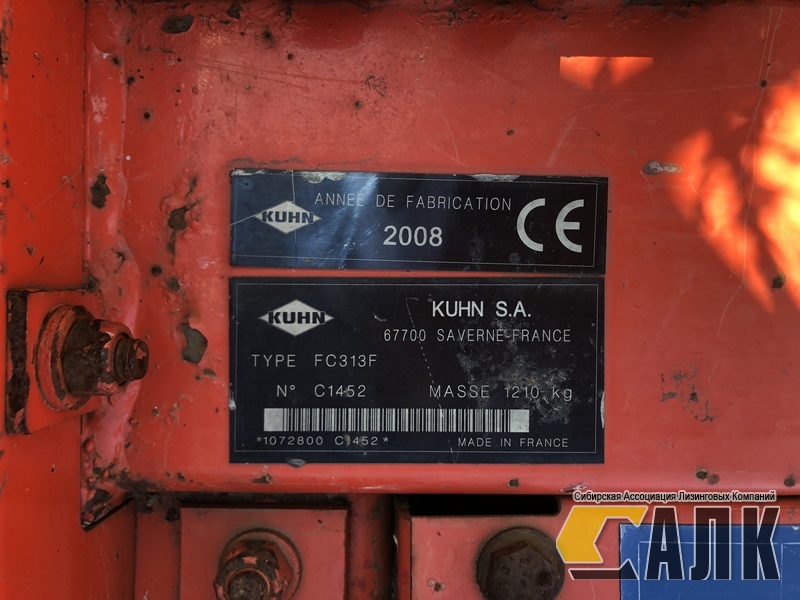 KUHN
ANNÉE DE FABRICATION
2008
CE
KUHN
KUHN S.A.
67700 SAVERNE-FRANCE
TYPE FC313F
N° C1452 MASSE 1210 kg
*1072800 C1452*
MADE IN FRANCE
Сибирская Ассоциация Лизинговых Компаний
САЛК